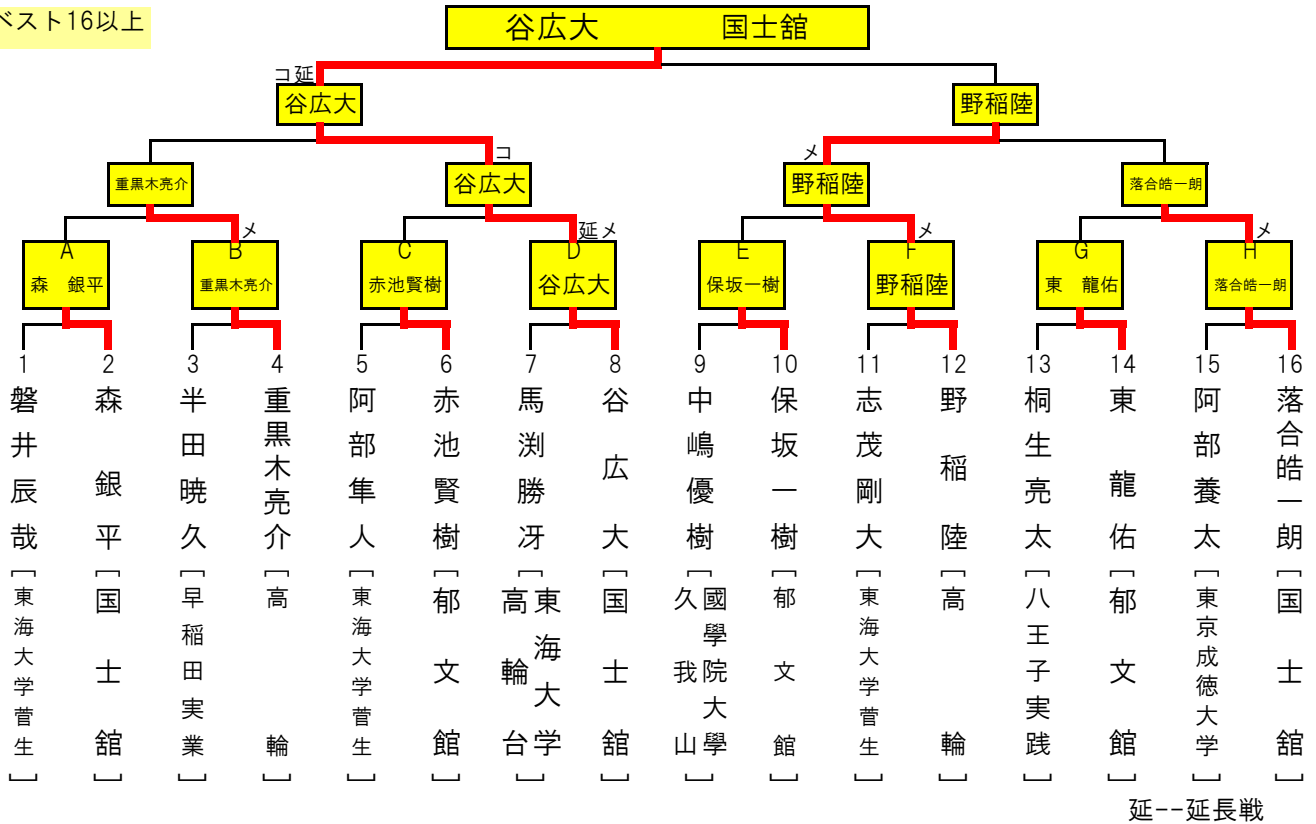 ベスト16以上
谷広大 国士舘
コ延
谷広大 野稲陸
コ メ
重黒木亮介 谷広大 野稲陸 落合皓一朗
メ 延メ メ メ
A B C D E F G H
森 銀平 重黒木亮介 赤池賢樹 谷広大 保坂一樹 野稲陸 東 龍佑 落合皓一朗
1 2 3 4 5 6 7 8 9 10 11 12 13 14 15 16
磐井辰哉[東海大学菅生]
森 銀平[国士舘]
半田暁久[早稲田実業]
重黒木亮介[高輪]
阿部隼人[東海大学菅生]
赤池賢樹[郁文館]
馬渕勝冴[東海大学高輪台]
谷広大[国士舘]
中嶋優樹[國學院大學久我山]
保坂一樹[郁文館]
志茂剛大[東海大学菅生]
野稲陸[高輪]
桐生亮太[八王子実践]
東龍佑[郁文館]
阿部養太[東京成徳大学]
落合皓一朗[国士舘]
延--延長戦